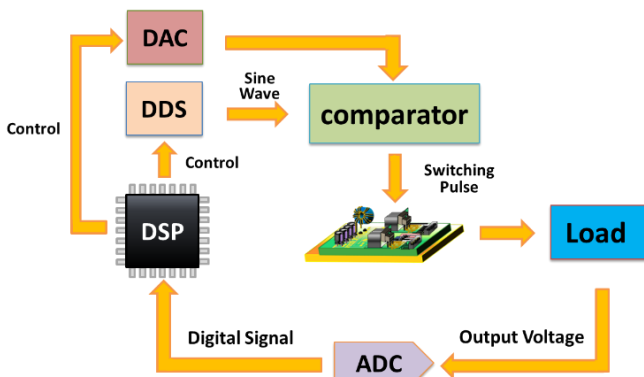 DAC
Sine
Wave
DDS
comparator
Control
Control
Switching
Pulse
DSP
Load
Digital Signal
Output Voltage
ADC